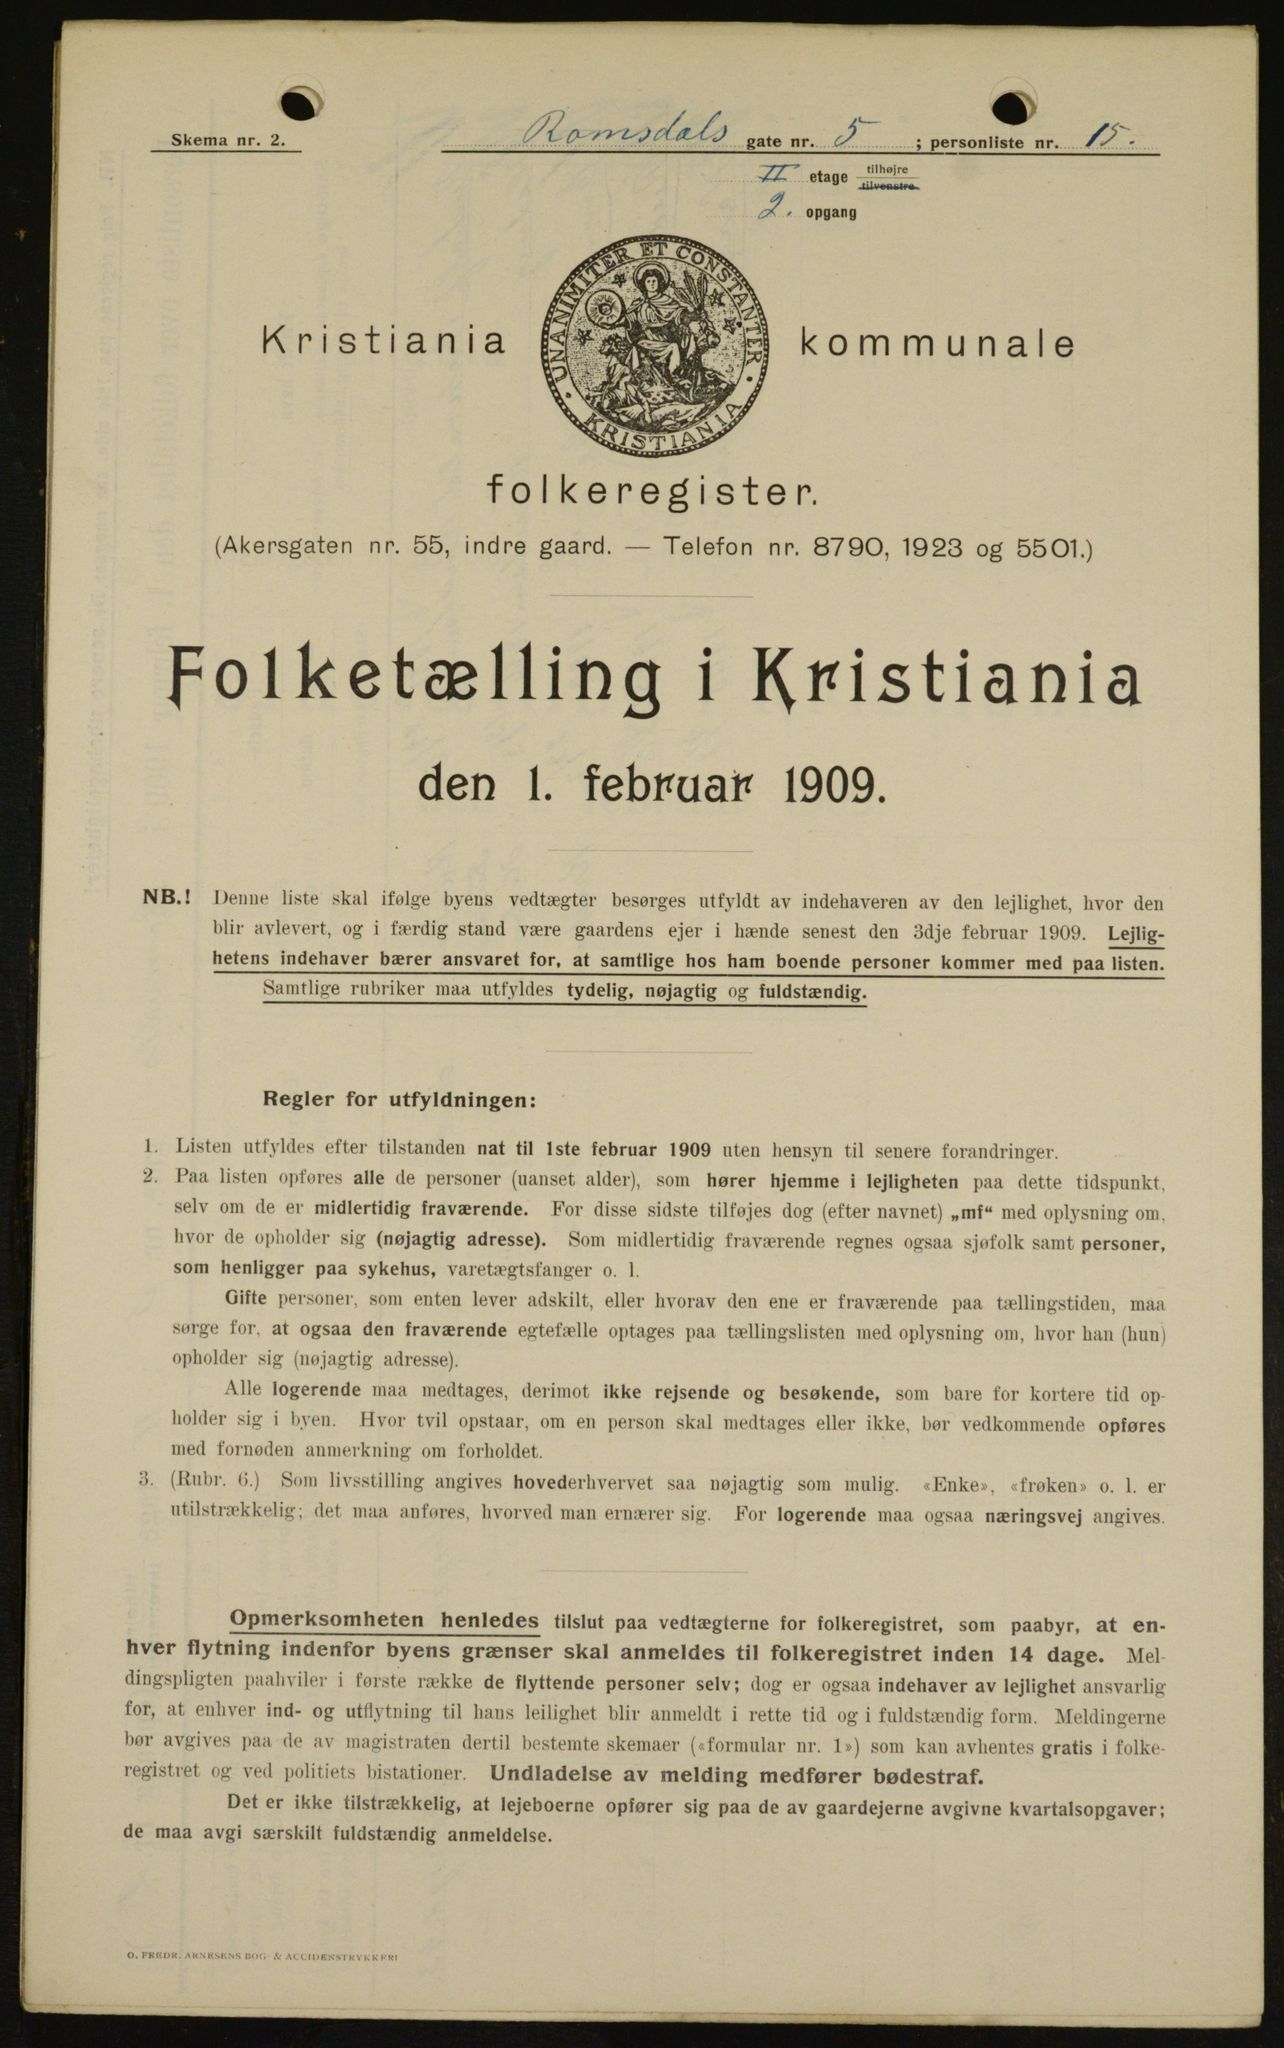 Skema nr. 2.
Romsdals gate nr. 5 ; personliste nr. 15.
II etage tilhøjre
tilvenstre
2. opgang
UNANIMITER ET CONSTANTER
KRISTIANIA
Kristiania kommunale
folkeregister.
(Akersgaten nr. 55, indre gaard. — Telefon nr. 8790, 1923 og 5501.)
Folketælling i Kristiania
den 1. februar 1909.
NB.! Denne liste skal ifølge byens vedtægter besørges utfyldt av indehaveren av den lejlighet, hvor den
blir avlevert, og i færdig stand være gaardens ejer i hænde senest den 3dje februar 1909. Lejlig-
hetens indehaver bærer ansvaret for, at samtlige hos ham boende personer kommer med paa listen.
Samtlige rubriker maa utfyldes tydelig, nøjagtig og fuldstændig.
Regler for utfyldningen:
1. Listen utfyldes efter tilstanden nat til 1ste februar 1909 uten hensyn til senere forandringer.
2. Paa listen opføres alle de personer (uanset alder), som hører hjemme i lejligheten paa dette tidspunkt,
selv om de er midlertidig fraværende. For disse sidste tilføjes dog (efter navnet) „mf“ med oplysning om,
hvor de opholder sig (nøjagtig adresse). Som midlertidig fraværende regnes ogsaa sjøfolk samt personer,
som henligger paa sykehus, varetægtsfanger o. l.
Gifte personer, som enten lever adskilt, eller hvorav den ene er fraværende paa tællingstiden, maa
sørge for, at ogsaa den fraværende egtefælle optages paa tællingslisten med oplysning om, hvor han (hun)
opholder sig (nøjagtig adresse).
Alle logerende maa medtages, derimot ikke rejsende og besøkende, som bare for kortere tid op-
holder sig i byen. Hvor tvil opstaar, om en person skal medtages eller ikke, bør vedkommende opføres
med fornøden anmerkning om forholdet.
3. (Rubr. 6.) Som livsstilling angives hovederhvervet saa nøjagtig som mulig. «Enke», «frøken» o. l. er
utilstrækkelig; det maa anføres, hvorved man ernærer sig. For logerende maa ogsaa næringsvej angives.
Opmerksomheten henledes tilslut paa vedtægterne for folkeregistret, som paabyr, at en-
hver flytning indenfor byens grænser skal anmeldes til folkeregistret inden 14 dage. Mel-
dingspligten paahviler i første række de flyttende personer selv; dog er ogsaa indehaver av lejlighet ansvarlig
for, at enhver ind- og utflytning til hans leilighet blir anmeldt i rette tid og i fuldstændig form. Meldingerne
bør avgives paa de av magistraten dertil bestemte skemaer («formular nr. 1») som kan avhentes gratis i folke-
registret og ved politiets bistationer. Undladelse av melding medfører bødestraf.
Det er ikke tilstrækkelig, at lejeboerne opfører sig paa de av gaardejerne avgivne kvartalsopgaver;
de maa avgi særskilt fuldstændig anmeldelse.
O. FREDR. ARNESENS BOG- & ACCIDENSTRYKKERI